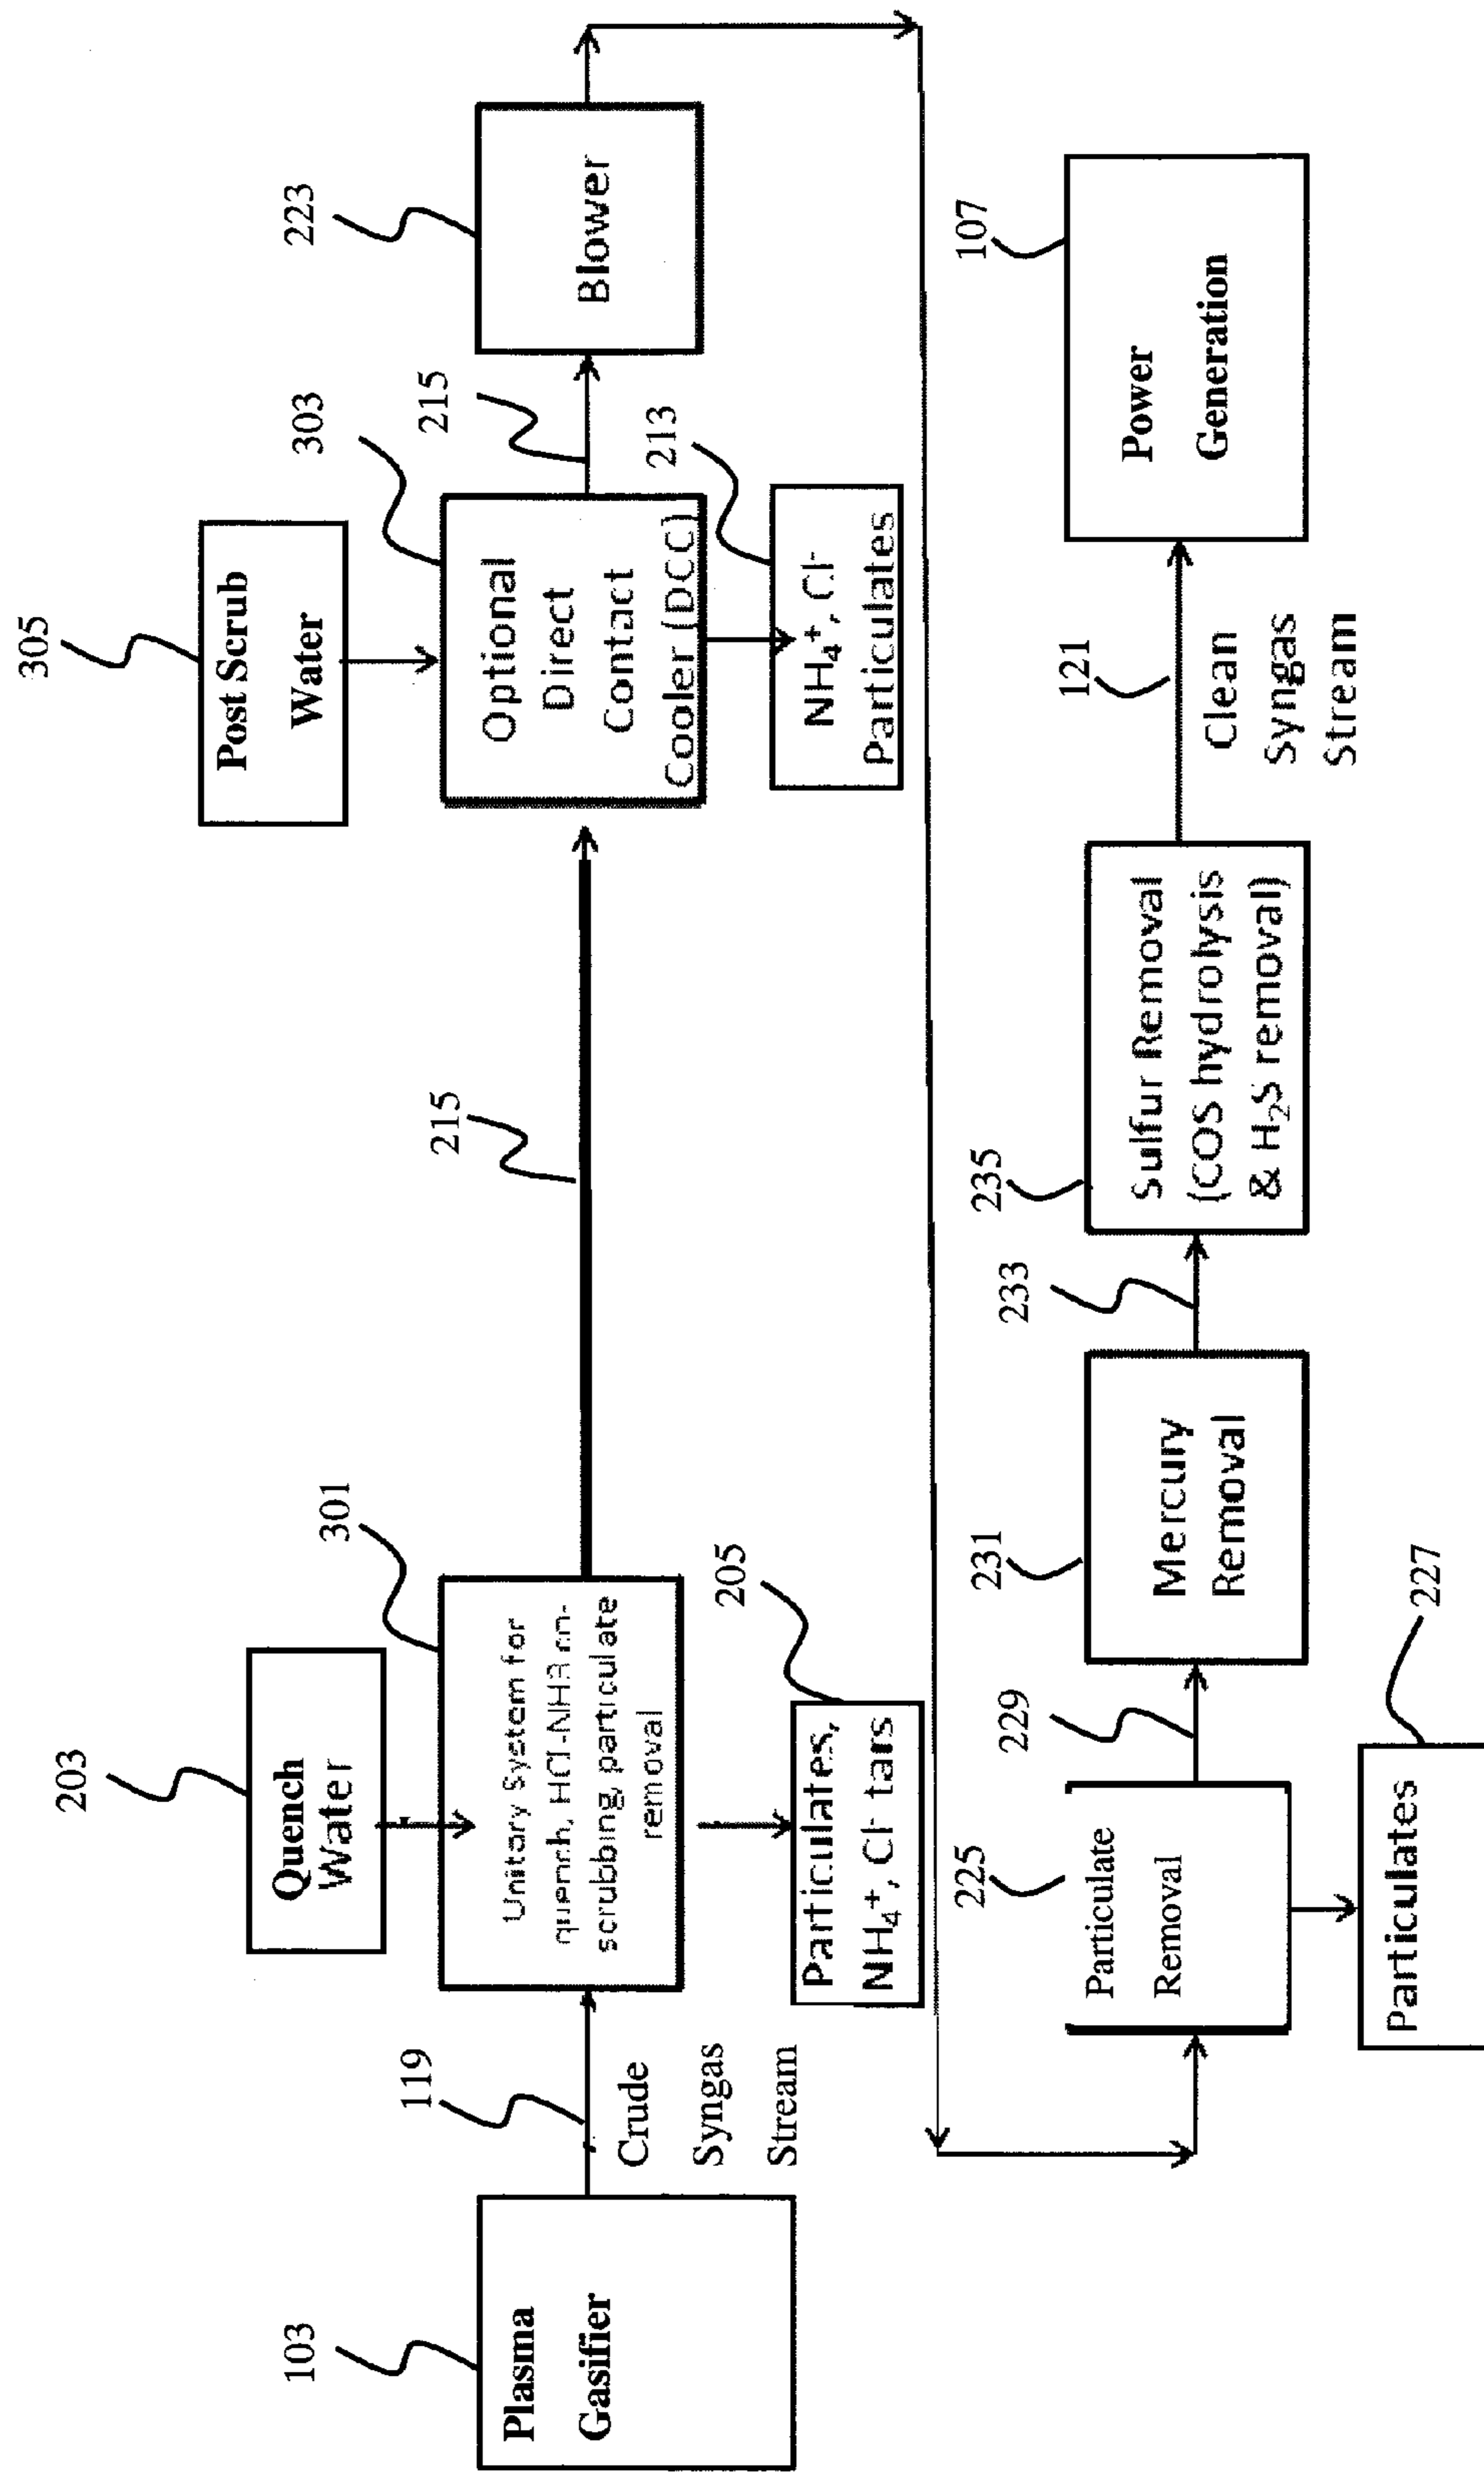 203
305
301
303
223
Quench
Water
Post Scrub
Water
103
119
215
215
Plasma
Gasifier
Crude
Syngas
Stream
Unitary System for
quench, HCl-NH3 co-
scrubbing, particulate
removal
Optional
Direct
Contact
Cooler (DCC)
Blower
205
213
Particulates,
NH₄⁺, Cl⁻ tars
NH₄⁺, Cl⁻
Particulates
225
229
231
233
235
121
107
Particulate
Removal
Mercury
Removal
Sulfur Removal
(COS hydrolysis
& H₂S removal)
Clean
Syngas
Stream
Power
Generation
227
Particulates